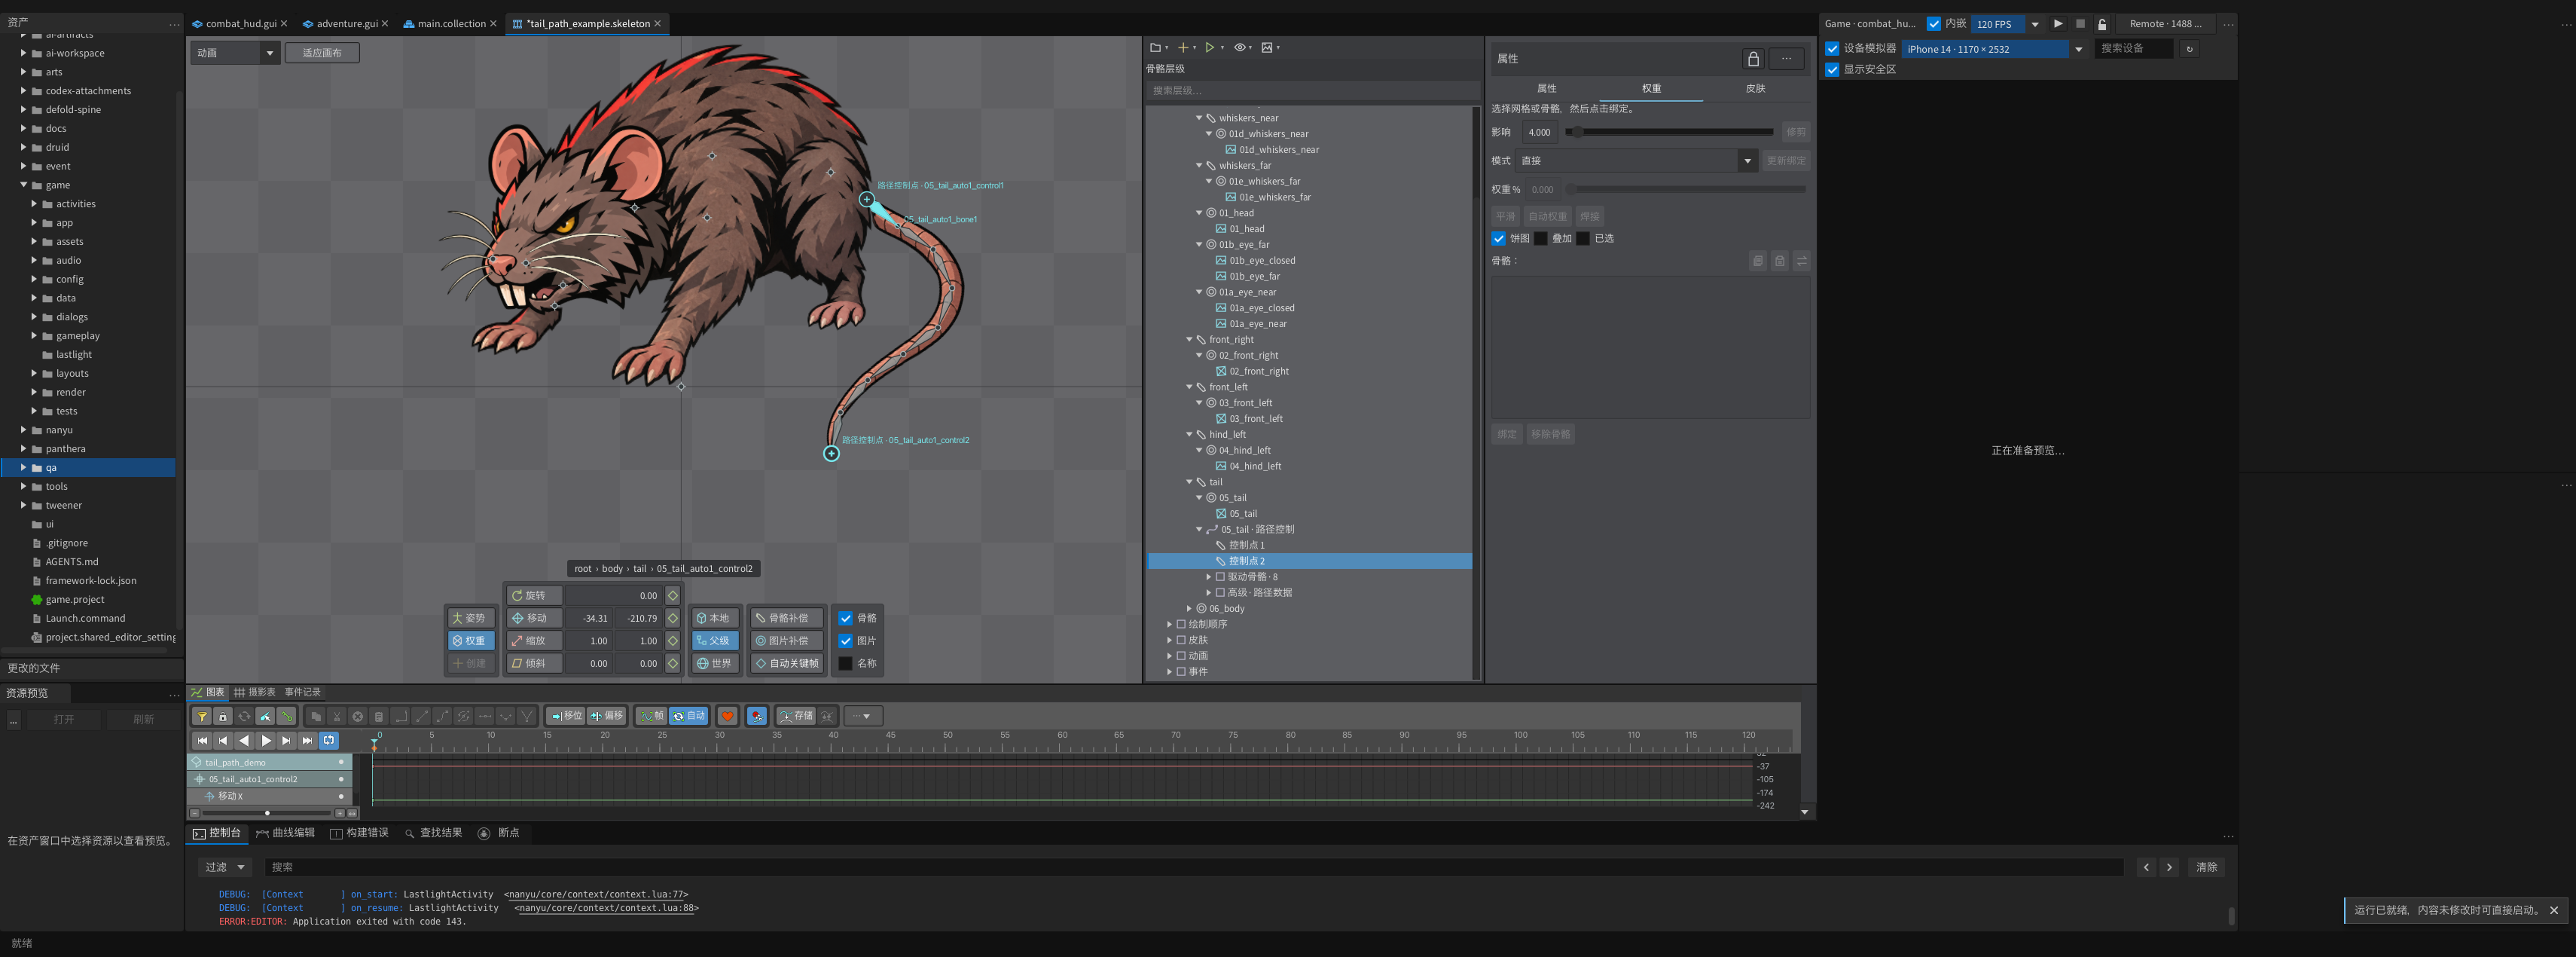 资产
ai-artifacts
ai-workspace
arts
codex-attachments
defold-spine
docs
druid
event
game
activities
app
assets
audio
config
data
dialogs
gameplay
lastlight
layouts
render
tests
nanyu
panthera
qa
tools
tweener
ui
.gitignore
AGENTS.md
framework-lock.json
game.project
Launch.command
project.shared_editor_setting
更改的文件
资源预览
... 打开 刷新
在资产窗口中选择资源以查看预览。
就绪
combat_hud.gui adventure.gui main.collection *tail_path_example.skeleton
动画 适应画布
路径控制点 · 05_tail_auto1_control1
05_tail_auto1_bone1
路径控制点 · 05_tail_auto1_control2
root › body › tail › 05_tail_auto1_control2
姿势
权重
创建
旋转 0.00
移动 -34.31 -210.79
缩放 1.00 1.00
倾斜 0.00 0.00
本地
父级
世界
骨骼补偿
图片补偿
自动关键帧
骨骼
图片
名称
骨骼层级
搜索层级...
whiskers_near
01d_whiskers_near
01d_whiskers_near
whiskers_far
01e_whiskers_far
01e_whiskers_far
01_head
01_head
01b_eye_far
01b_eye_closed
01b_eye_far
01a_eye_near
01a_eye_closed
01a_eye_near
front_right
02_front_right
02_front_right
front_left
03_front_left
03_front_left
hind_left
04_hind_left
04_hind_left
tail
05_tail
05_tail
05_tail · 路径控制
控制点 1
控制点 2
驱动骨骼 · 8
高级 · 路径数据
06_body
绘制顺序
皮肤
动画
事件
属性
属性 权重 皮肤
选择网格或骨骼，然后点击绑定。
影响 4.000 修剪
模式 直接 更新绑定
权重 % 0.000
平滑 自动权重 焊接
饼图 叠加 已选
骨骼：
绑定 移除骨骼
Game · combat_hu... 内嵌 120 FPS Remote · 1488 ...
设备模拟器 iPhone 14 · 1170 × 2532 搜索设备
显示安全区
正在准备预览...
图表 摄影表 事件记录
移位 偏移 帧 自动 存储
0 5 10 15 20 25 30 35 40 45 50 55 60 65 70 75 80 85 90 95 100 105 110 115 120
tail_path_demo
05_tail_auto1_control2
移动 X
-37
-105
-174
-242
控制台 曲线编辑 构建错误 查找结果 断点
过滤 搜索 清除
DEBUG: [Context ] on_start: LastlightActivity <nanyu/core/context/context.lua:77>
DEBUG: [Context ] on_resume: LastlightActivity <nanyu/core/context/context.lua:88>
ERROR:EDITOR: Application exited with code 143.
运行已就绪，内容未修改时可直接启动。